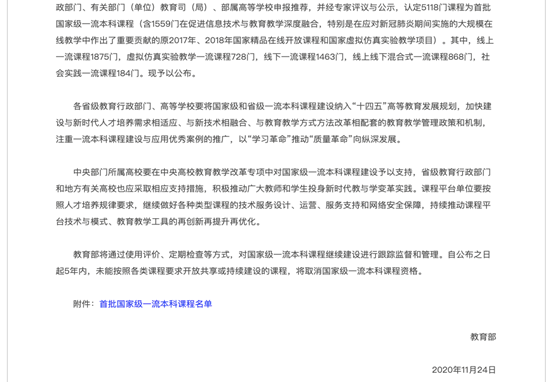 政部门、有关部门（单位）教育司（局）、部属高等学校申报推荐，并经专家评议与公示，认定5118门课程为首批
国家级一流本科课程（含1559门在促进信息技术与教育教学深度融合，特别是在应对新冠肺炎期间实施的大规模在
线教学中作出了重要贡献的原2017年、2018年国家精品在线开放课程和国家虚拟仿真实验教学项目）。其中，线上
一流课程1875门，虚拟仿真实验教学一流课程728门，线下一流课程1463门，线上线下混合式一流课程868门，社
会实践一流课程184门。现予以公布。
各省级教育行政部门、高等学校要将国家级和省级一流本科课程建设纳入“十四五”高等教育发展规划，加快建
设与新时代人才培养需求相适应、与新技术相融合、与教育教学方式方法改革相配套的教育教学管理政策和机制，
注重一流本科课程建设与应用优秀案例的推广，以“学习革命”推动“质量革命”向纵深发展。
中央部门所属高校要在中央高校教育教学改革专项中对国家级一流本科课程建设予以支持，省级教育行政部门
和地方有关高校也应采取相应支持措施，积极推动广大教师和学生投身新时代教与学变革实践。课程平台单位要按
照人才培养规律要求，继续做好各种类型课程的技术服务设计、运营、服务支持和网络安全保障，持续推动课程平
台技术与模式、教育教学工具的再创新再提升再优化。
教育部将通过使用评价、定期检查等方式，对国家级一流本科课程继续建设进行跟踪监督和管理。自公布之日
起5年内，未能按照各类课程要求开放共享或持续建设的课程，将取消国家级一流本科课程资格。
附件：首批国家级一流本科课程名单
教育部
2020年11月24日